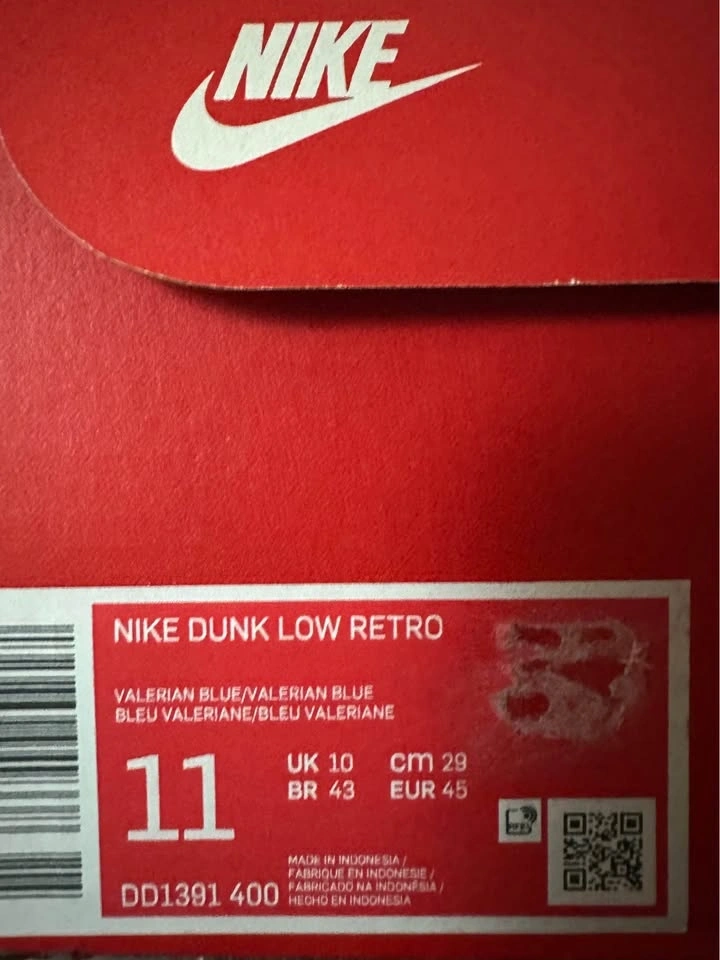 NIKE
NIKE DUNK LOW RETRO
VALERIAN BLUE/VALERIAN BLUE
BLEU VALERIANE/BLEU VALERIANE
11
UK 10 cm 29
BR 43 EUR 45
MADE IN INDONESIA /
FABRIQUE EN INDONESIE /
FABRICADO NA INDONÉSIA /
HECHO EN INDONESIA
DD1391 400